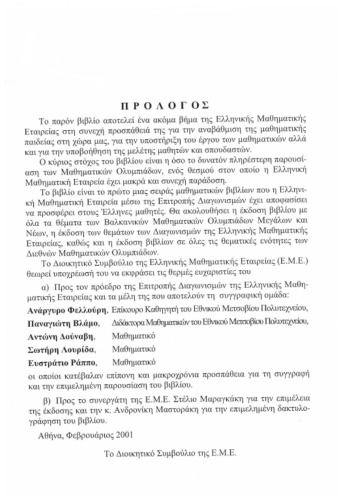 ΠΡΟΛΟΓΟΣ
Το παρόν βιβλίο αποτελεί ένα ακόμα βήμα της Ελληνικής Μαθηματικής
Εταιρείας στη συνεχή προσπάθειά της για την αναβάθμιση της μαθηματικής
παιδείας στη χώρα μας, για την υποστήριξη του έργου των μαθηματικών αλλά
και για την υποβοήθηση της μελέτης μαθητών και σπουδαστών.
Ο κύριος στόχος του βιβλίου είναι η όσο το δυνατόν πληρέστερη παρουσί-
αση των Μαθηματικών Ολυμπιάδων, ενός θεσμού στον οποίο η Ελληνική
Μαθηματική Εταιρεία έχει μακρά και συνεχή παράδοση.
Το βιβλίο είναι το πρώτο μιας σειράς μαθηματικών βιβλίων που η Ελληνι-
κή Μαθηματική Εταιρεία μέσω της Επιτροπής Διαγωνισμών έχει αποφασίσει
να προσφέρει στους Έλληνες μαθητές. Θα ακολουθήσει η έκδοση βιβλίου με
όλα τα θέματα των Βαλκανικών Μαθηματικών Ολυμπιάδων Μεγάλων και
Νέων, η έκδοση των θεμάτων των Διαγωνισμών της Ελληνικής Μαθηματικής
Εταιρείας, καθώς και η έκδοση βιβλίων σε όλες τις θεματικές ενότητες των
Διεθνών Μαθηματικών Ολυμπιάδων.
Το Διοικητικό Συμβούλιο της Ελληνικής Μαθηματικής Εταιρείας (Ε.Μ.Ε.)
θεωρεί υποχρέωσή του να εκφράσει τις θερμές ευχαριστίες του
α) Προς τον πρόεδρο της Επιτροπής Διαγωνισμών της Ελληνικής Μαθη-
ματικής Εταιρείας και τα μέλη της που αποτελούν τη συγγραφική ομάδα:
Ανάργυρο Φελλούρη, Επίκουρο Καθηγητή του Εθνικού Μετσοβίου Πολυτεχνείου,
Παναγιώτη Βλάμο, Διδάκτορα Μαθηματικών του Εθνικού Μετσοβίου Πολυτεχνείου,
Αντώνη Δούναβη, Μαθηματικό
Σωτήρη Λουρίδα, Μαθηματικό
Ευστράτιο Ράππο, Μαθηματικό
οι οποίοι κατέβαλαν επίπονη και μακροχρόνια προσπάθεια για τη συγγραφή
και την επιμελημένη παρουσίαση του βιβλίου.
β) Προς το συνεργάτη της Ε.Μ.Ε. Στέλιο Μαραγκάκη για την επιμέλεια
της έκδοσης και την κ. Ανδρονίκη Μαστοράκη για την επιμελημένη δακτυλο-
γράφηση του βιβλίου.
Αθήνα, Φεβρουάριος 2001
Το Διοικητικό Συμβούλιο της Ε.Μ.Ε.